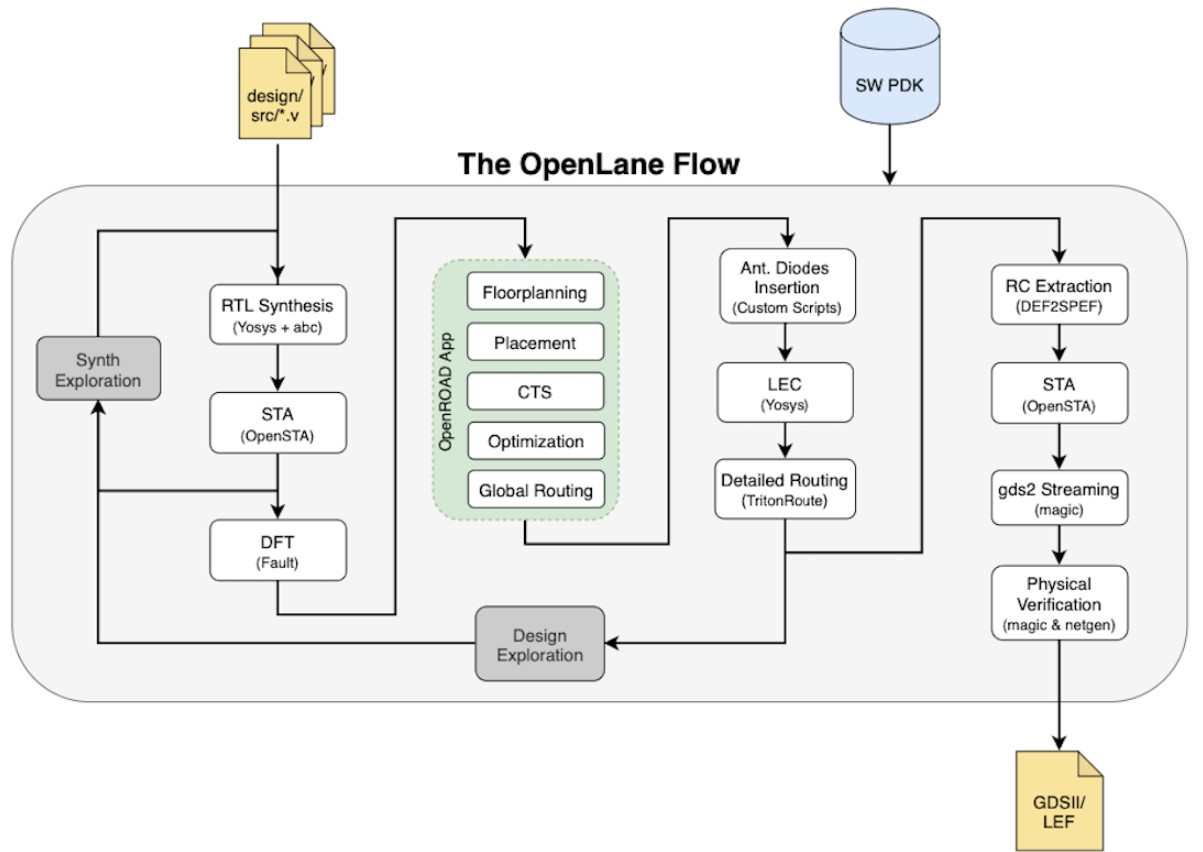 design/
src/*.v
SW PDK
The OpenLane Flow
RTL Synthesis
(Yosys + abc)
Synth
Exploration
STA
(OpenSTA)
DFT
(Fault)
OpenROAD App
Floorplanning
Placement
CTS
Optimization
Global Routing
Design
Exploration
Ant. Diodes
Insertion
(Custom Scripts)
LEC
(Yosys)
Detailed Routing
(TritonRoute)
RC Extraction
(DEF2SPEF)
STA
(OpenSTA)
gds2 Streaming
(magic)
Physical
Verification
(magic & netgen)
GDSII/
LEF